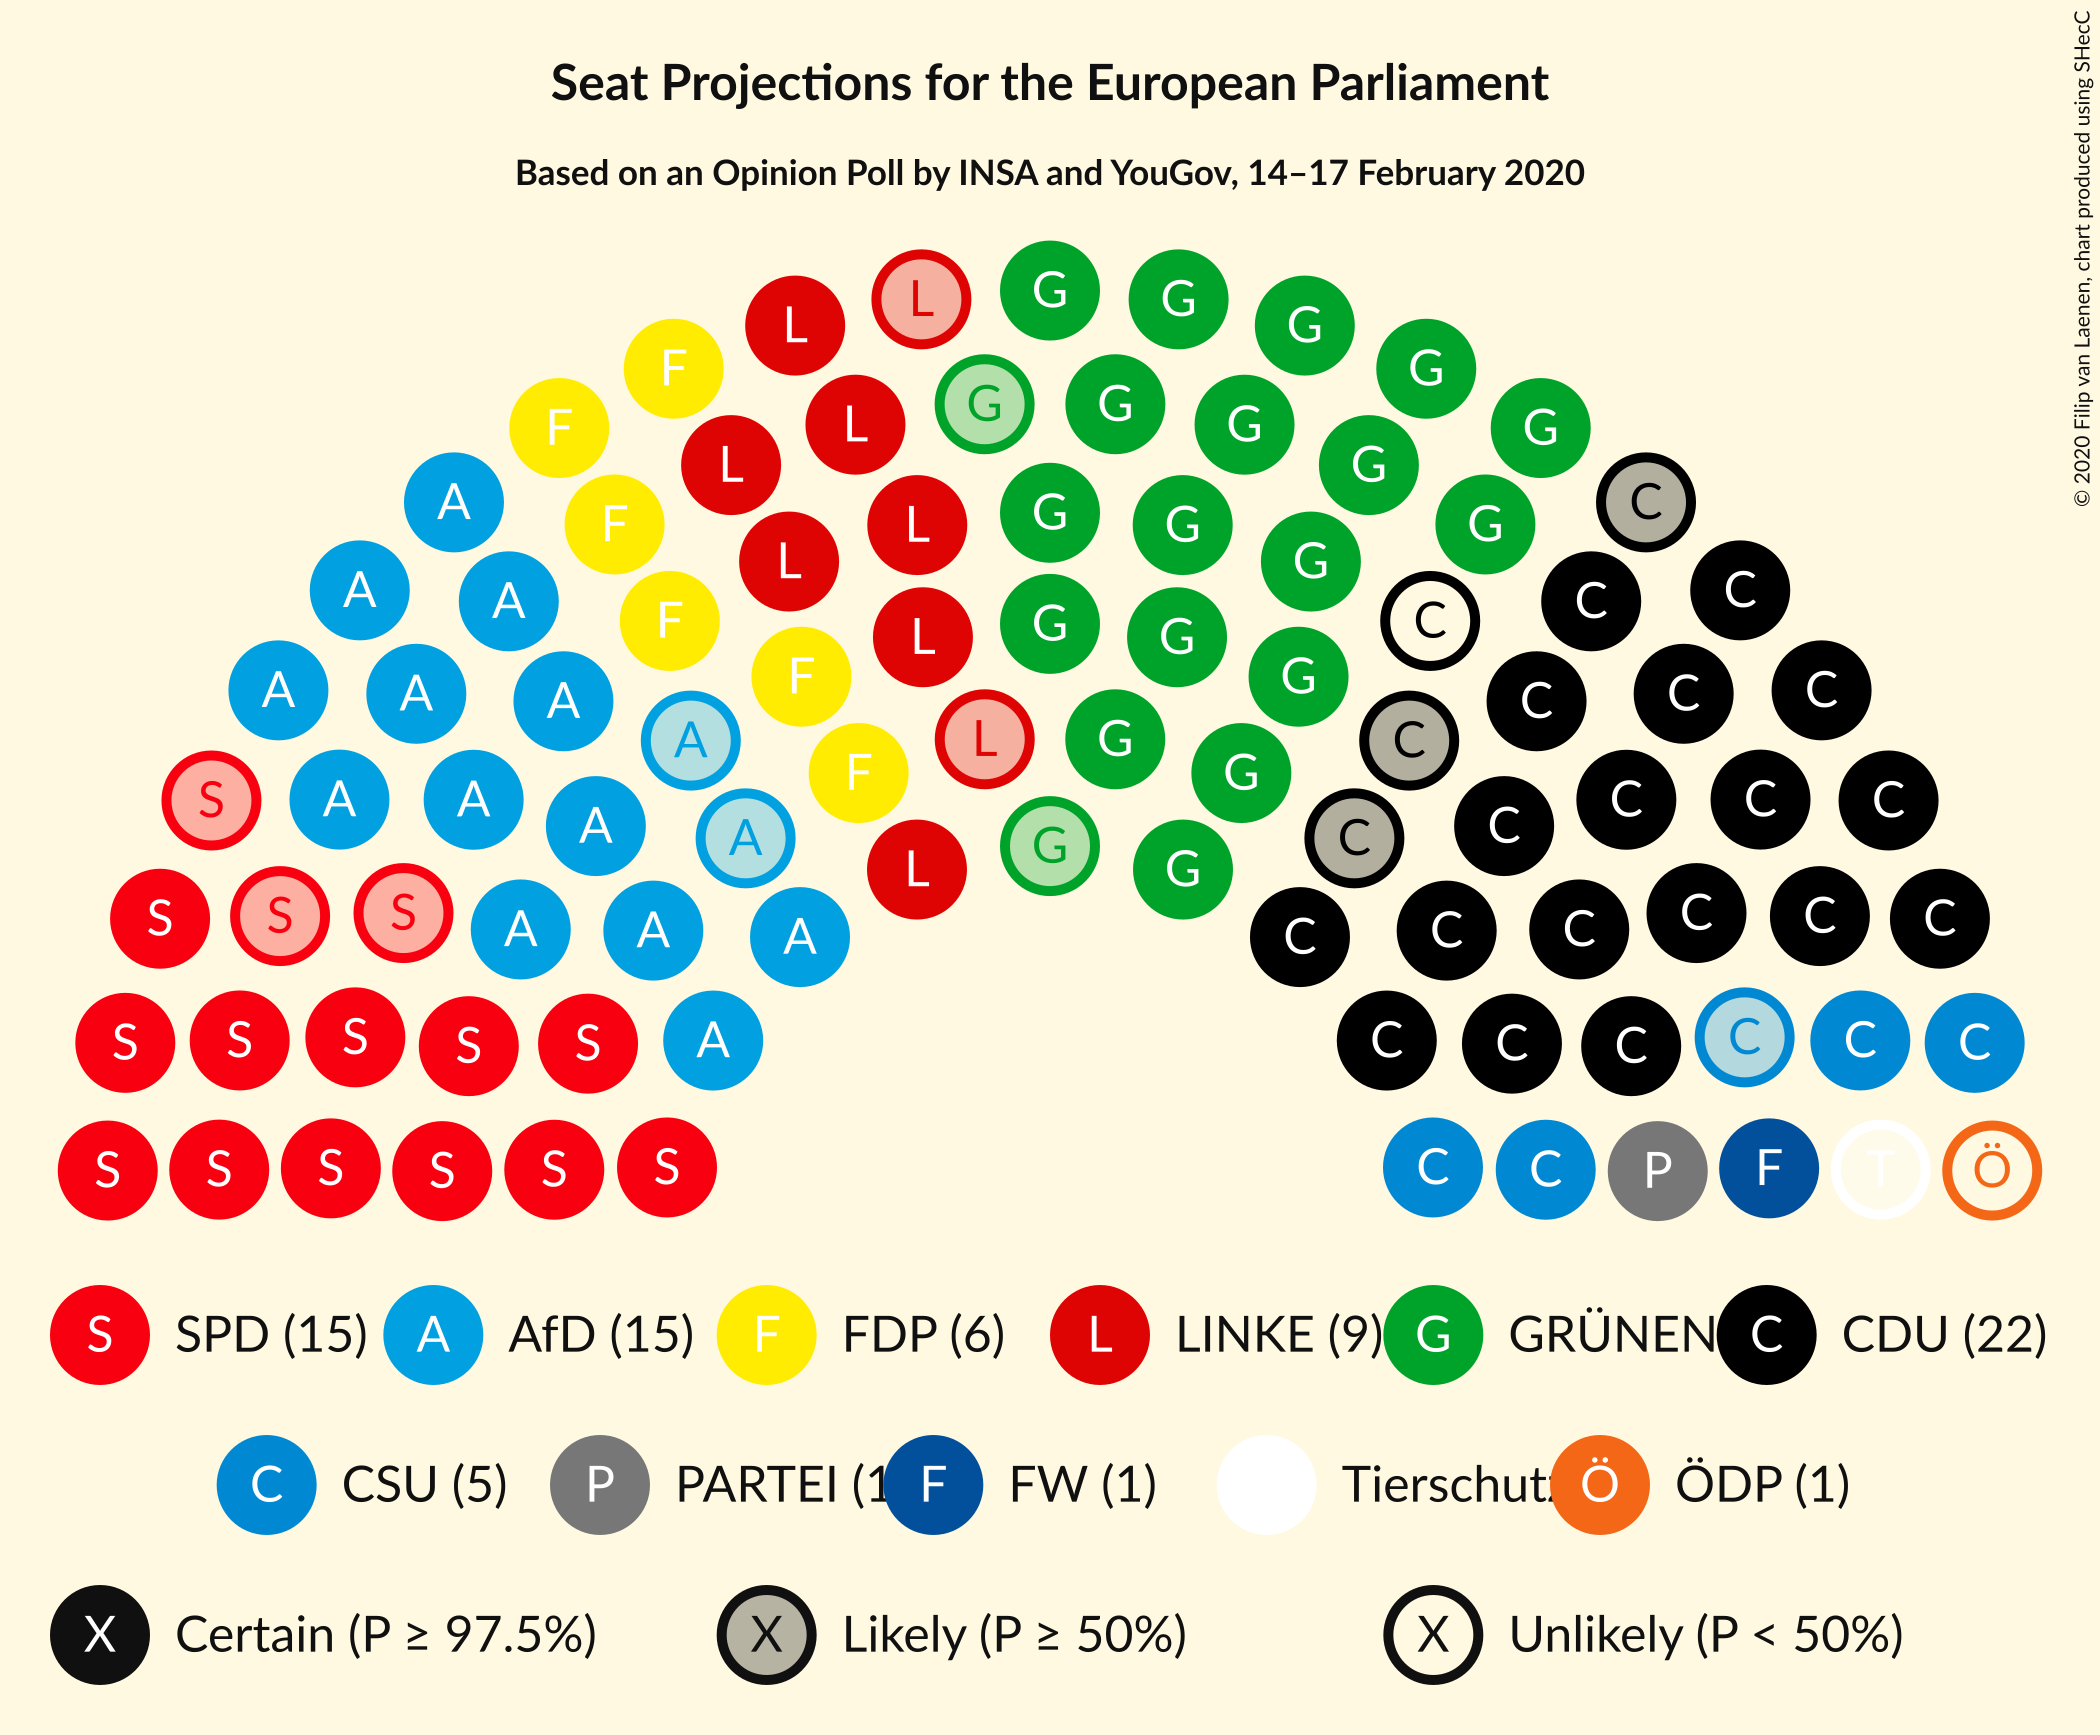 Seat Projections for the European Parliament
Based on an Opinion Poll by INSA and YouGov, 14–17 February 2020
© 2020 Filip van Laenen, chart produced using SHecC
L G G G
F L G
F L G G G G
A L G G C
F L G G
A A F L G G G C C
F L G G C
A A A F G C C C
A F L G G C
S A A A A F L G G C C C C C
S S S A A A L G G C C C C C C
S S S S S A C C C C C C
S S S S S S C C P F T Ö
S SPD (15) A AfD (15) F FDP (6) L LINKE (9) G GRÜNEN C CDU (22)
C CSU (5) P PARTEI (1 F FW (1) Tierschutz Ö ÖDP (1)
X Certain (P ≥ 97.5%) X Likely (P ≥ 50%) X Unlikely (P < 50%)